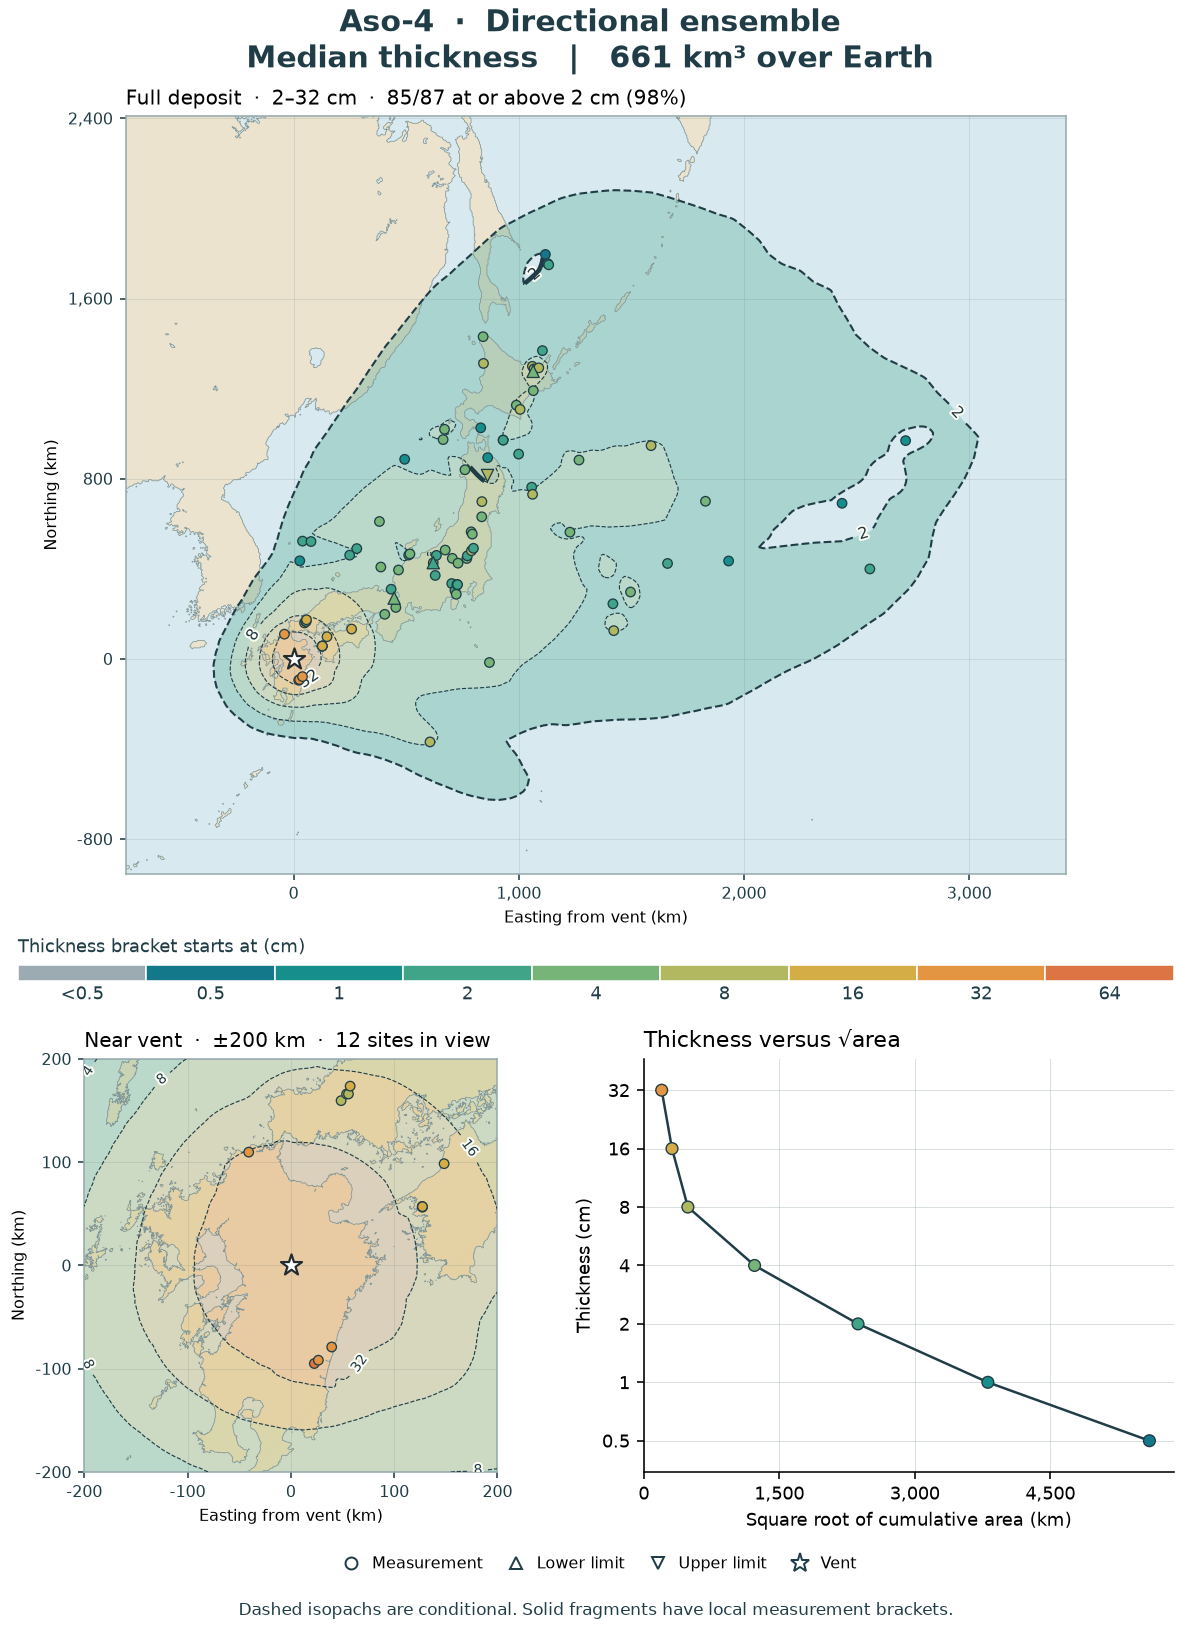 Aso-4 · Directional ensemble
Median thickness | 661 km³ over Earth
Full deposit · 2–32 cm · 85/87 at or above 2 cm (98%)
2,400
1,600
800
0
-800
Northing (km)
2
2
2
2
8
32
0
1,000
2,000
3,000
Easting from vent (km)
Thickness bracket starts at (cm)
<0.5 0.5 1 2 4 8 16 32 64
Near vent · ±200 km · 12 sites in view
200
100
0
-100
-200
Northing (km)
4
8
16
32
8
8
-200 -100 0 100 200
Easting from vent (km)
Thickness versus √area
32
16
8
4
2
1
0.5
Thickness (cm)
0 1,500 3,000 4,500
Square root of cumulative area (km)
Measurement Lower limit Upper limit Vent
Dashed isopachs are conditional. Solid fragments have local measurement brackets.